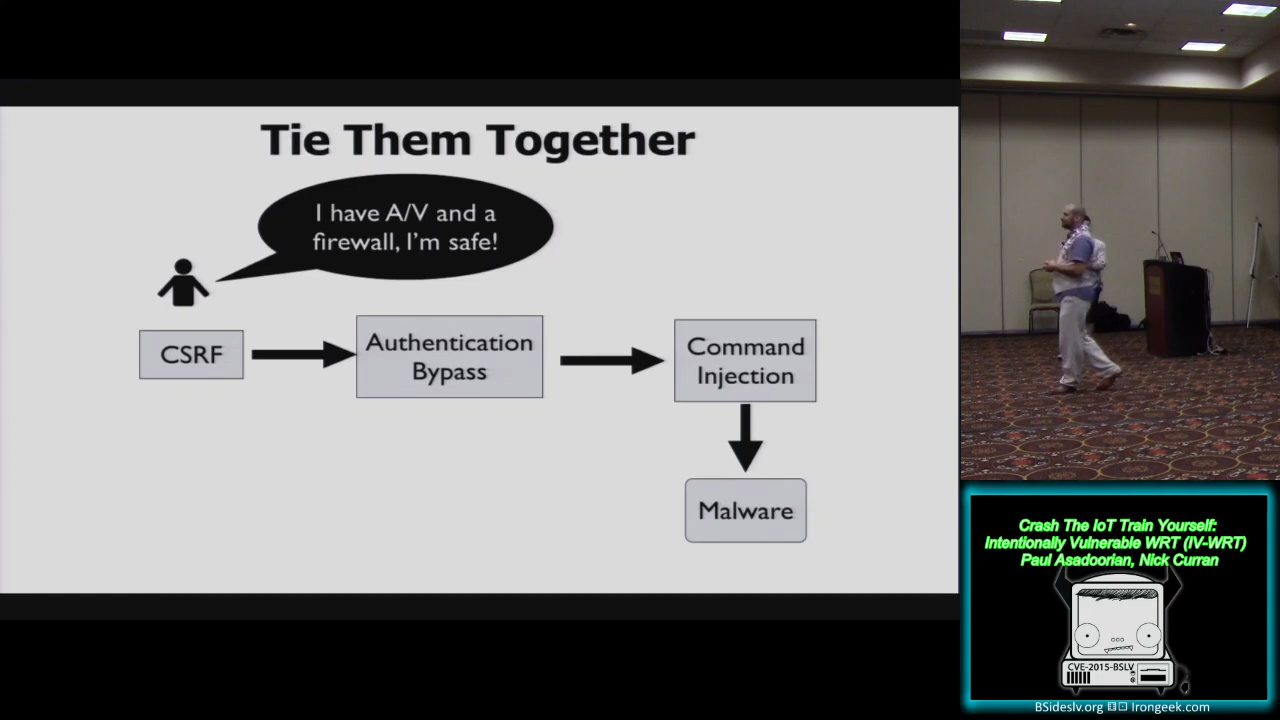 Tie Them Together
I have A/V and a
firewall, I'm safe!
CSRF
Authentication
Bypass
Command
Injection
Malware
Crash The IoT Train Yourself:
Intentionally Vulnerable WRT (IV-WRT)
Paul Asadoorian, Nick Curran
CVE-2015-BSLV
BSideslv.org ⚅⚀ Irongeek.com